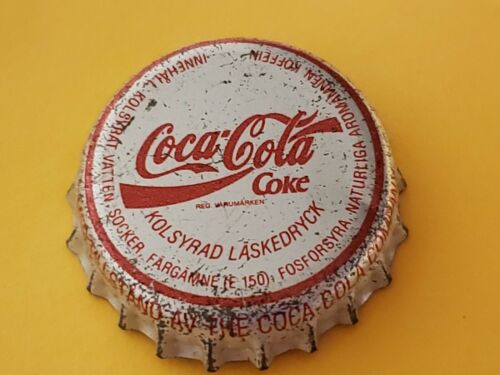 Coca-Cola
Coke
REG. VARUMÄRKEN
KOLSYRAD LÄSKEDRYCK
INNEHÅLL: KOLSYRAT VATTEN, SOCKER, FÄRGÄMNE (E 150), FOSFORSYRA, NATURLIGA AROMÄMNEN, KOFFEIN
AV THE COCA-COLA